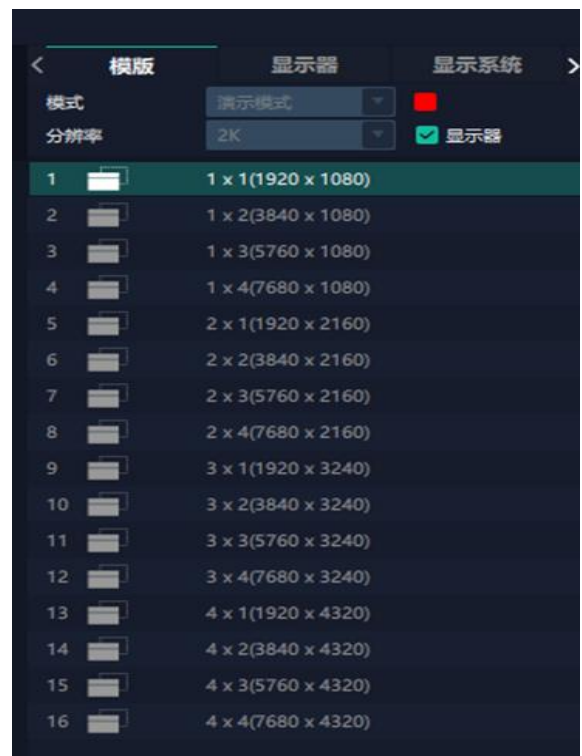 < 模版 显示器 显示系统 >
模式 演示模式
分辨率 2K 显示器
1 1 x 1(1920 x 1080)
2 1 x 2(3840 x 1080)
3 1 x 3(5760 x 1080)
4 1 x 4(7680 x 1080)
5 2 x 1(1920 x 2160)
6 2 x 2(3840 x 2160)
7 2 x 3(5760 x 2160)
8 2 x 4(7680 x 2160)
9 3 x 1(1920 x 3240)
10 3 x 2(3840 x 3240)
11 3 x 3(5760 x 3240)
12 3 x 4(7680 x 3240)
13 4 x 1(1920 x 4320)
14 4 x 2(3840 x 4320)
15 4 x 3(5760 x 4320)
16 4 x 4(7680 x 4320)